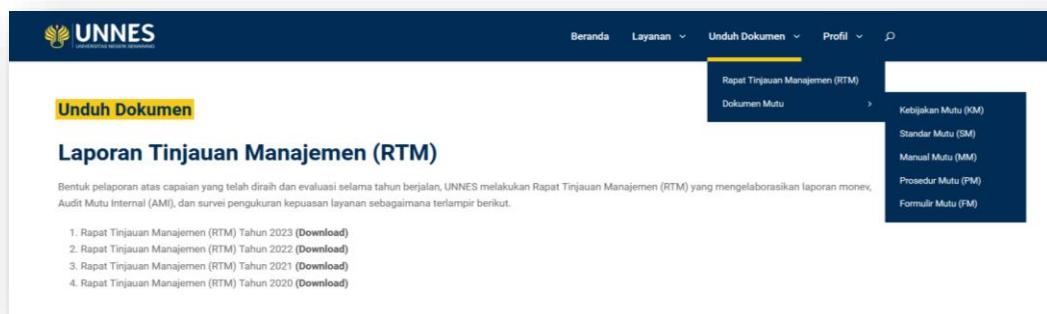 UNNES
UNIVERSITAS NEGERI SEMARANG
Beranda Layanan Unduh Dokumen Profil
Rapat Tinjauan Manajemen (RTM)
Dokumen Mutu
Kebijakan Mutu (KM)
Standar Mutu (SM)
Manual Mutu (MM)
Prosedur Mutu (PM)
Formulir Mutu (FM)
Unduh Dokumen
Laporan Tinjauan Manajemen (RTM)
Bentuk pelaporan atas capaian yang telah diraih dan evaluasi selama tahun berjalan, UNNES melakukan Rapat Tinjauan Manajemen (RTM) yang mengelaborasikan laporan monev,
Audit Mutu Internal (AMI), dan survei pengukuran kepuasan layanan sebagaimana terlampir berikut.
1. Rapat Tinjauan Manajemen (RTM) Tahun 2023 (Download)
2. Rapat Tinjauan Manajemen (RTM) Tahun 2022 (Download)
3. Rapat Tinjauan Manajemen (RTM) Tahun 2021 (Download)
4. Rapat Tinjauan Manajemen (RTM) Tahun 2020 (Download)